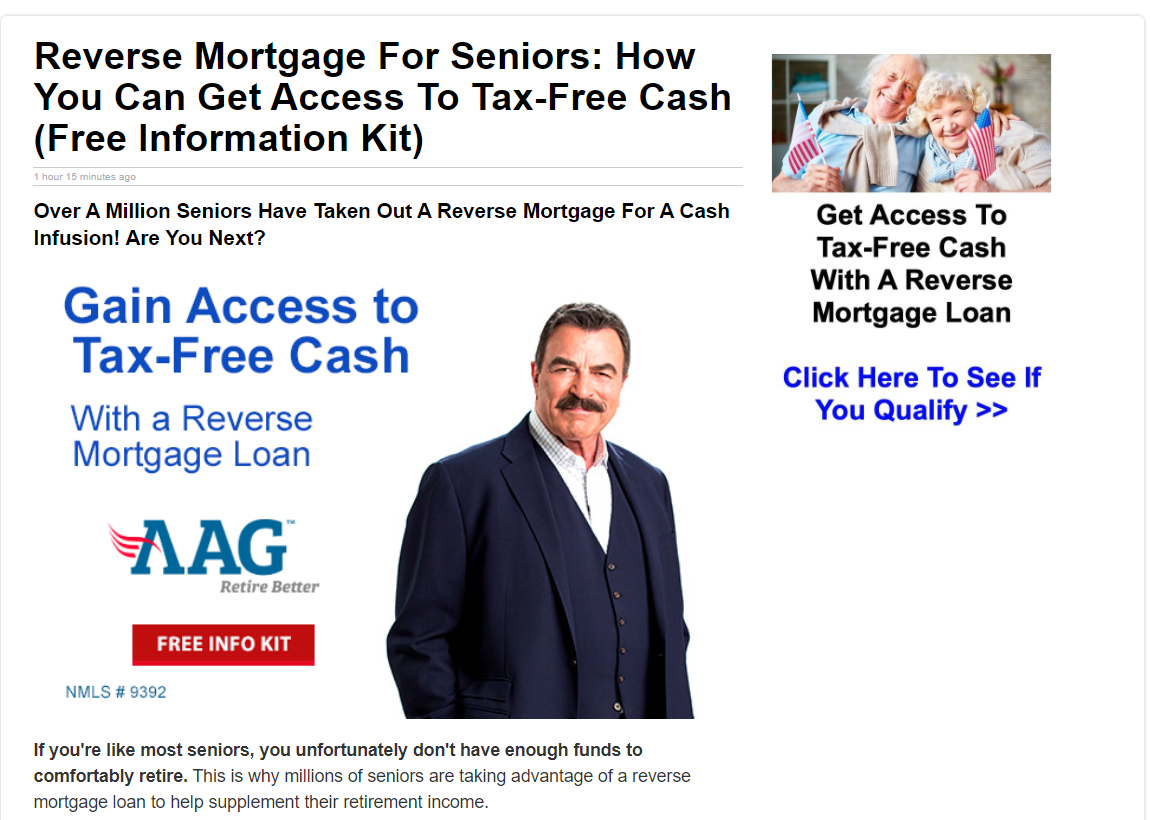 Reverse Mortgage For Seniors: How
You Can Get Access To Tax-Free Cash
(Free Information Kit)
1 hour 15 minutes ago
Over A Million Seniors Have Taken Out A Reverse Mortgage For A Cash
Infusion! Are You Next?
Gain Access to
Tax-Free Cash
With a Reverse
Mortgage Loan
AAG™
Retire Better
FREE INFO KIT
NMLS # 9392
If you're like most seniors, you unfortunately don't have enough funds to
comfortably retire. This is why millions of seniors are taking advantage of a reverse
mortgage loan to help supplement their retirement income.
Get Access To
Tax-Free Cash
With A Reverse
Mortgage Loan
Click Here To See If
You Qualify >>